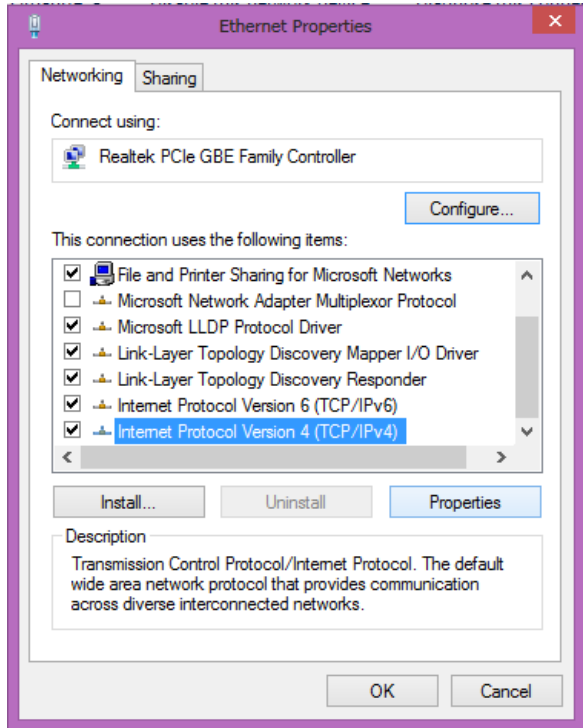 Ethernet Properties
Networking
Sharing
Connect using:
Realtek PCIe GBE Family Controller
Configure...
This connection uses the following items:
File and Printer Sharing for Microsoft Networks
Microsoft Network Adapter Multiplexor Protocol
Microsoft LLDP Protocol Driver
Link-Layer Topology Discovery Mapper I/O Driver
Link-Layer Topology Discovery Responder
Internet Protocol Version 6 (TCP/IPv6)
Internet Protocol Version 4 (TCP/IPv4)
Install...
Uninstall
Properties
Description
Transmission Control Protocol/Internet Protocol. The default
wide area network protocol that provides communication
across diverse interconnected networks.
OK
Cancel